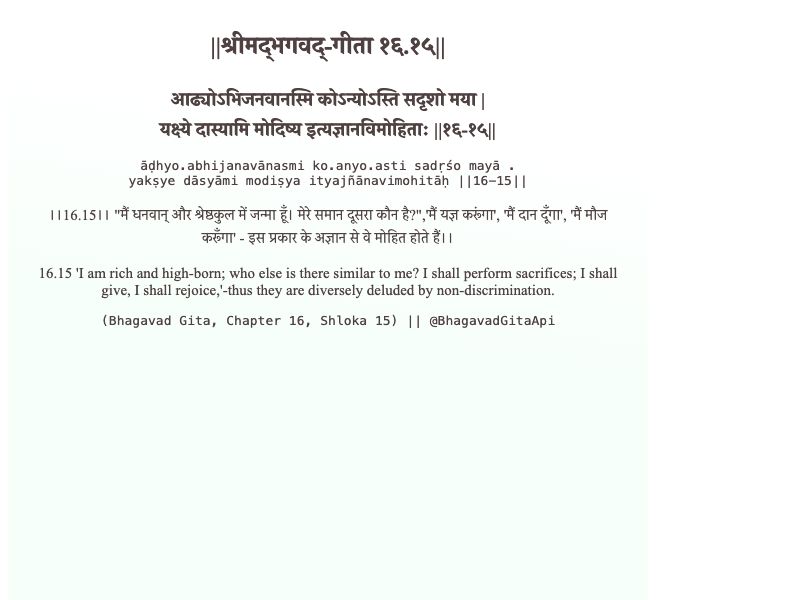 ||श्रीमद्‍भगवद्‍-गीता १६.१५||
आढ्योऽभिजनवानस्मि कोऽन्योऽस्ति सदृशो मया |
यक्ष्ये दास्यामि मोदिष्य इत्यज्ञानविमोहिताः ||१६-१५||
āḍhyo.abhijanavānasmi ko.anyo.asti sadṛśo mayā .
yakṣye dāsyāmi modiṣya ityajñānavimohitāḥ ||16-15||
।।16.15।। "मैं धनवान् और श्रेष्ठकुल में जन्मा हूँ। मेरे समान दूसरा कौन है?",'मैं यज्ञ करूंगा', 'मैं दान दूँगा', 'मैं मौज
करूँगा' - इस प्रकार के अज्ञान से वे मोहित होते हैं।।
16.15 'I am rich and high-born; who else is there similar to me? I shall perform sacrifices; I shall
give, I shall rejoice,'-thus they are diversely deluded by non-discrimination.
(Bhagavad Gita, Chapter 16, Shloka 15) || @BhagavadGitaApi